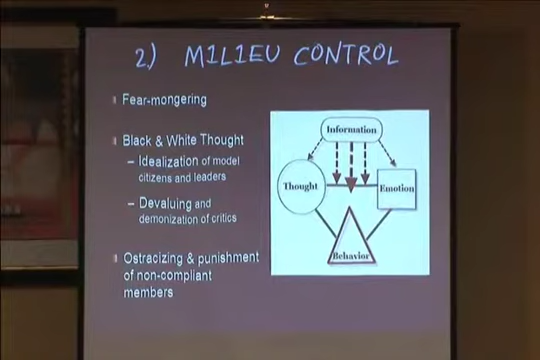 2) MILIEU CONTROL
Fear-mongering
Black & White Thought
– Idealization of model
citizens and leaders
– Devaluing and
demonization of critics
Ostracizing & punishment
of non-compliant
members
Information
Thought
Emotion
Behavior